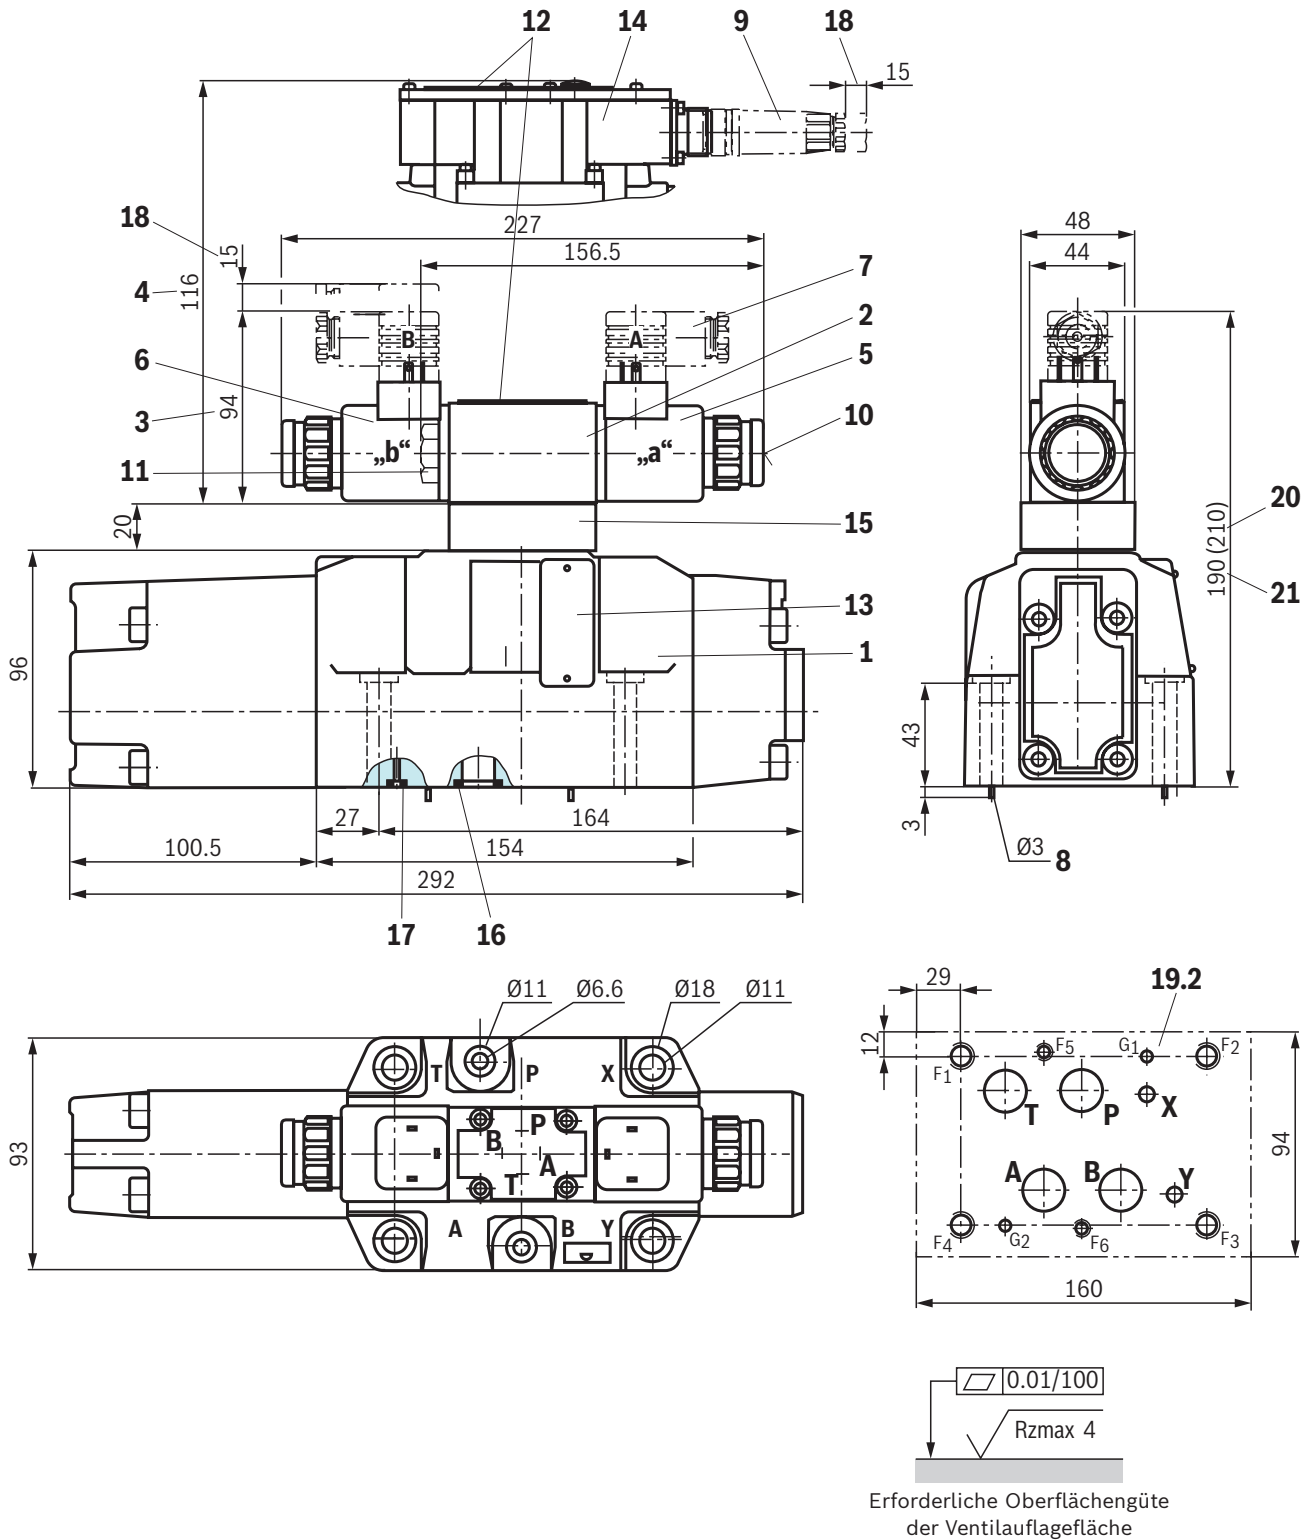 12
14
9
18
15
18
227
48
15
156.5
44
4
116
7
B
A
2
6
5
3
94
10
„b“
„a“
11
20
15
20
190 (210)
21
13
96
1
43
27
164
3
100.5
154
Ø3
8
292
17
16
Ø11
Ø6.6
Ø18
Ø11
29
19.2
12
F5
G1
F2
F1
T
P
X
T
P
X
93
B
P
A
T
94
A
B
Y
A
B
Y
F4
G2
F6
F3
160
0.01/100
Rzmax 4
Erforderliche Oberflächengüte
der Ventilauflagefläche